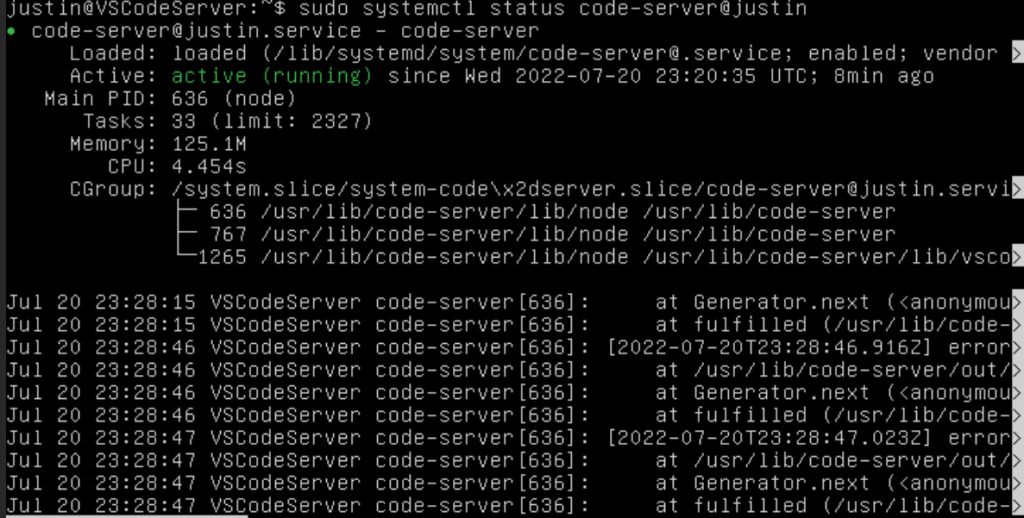 justin@VSCodeServer:~$ sudo systemctl status code-server@justin
● code-server@justin.service - code-server
Loaded: loaded (/lib/systemd/system/code-server@.service; enabled; vendor >
Active: active (running) since Wed 2022-07-20 23:20:35 UTC; 8min ago
Main PID: 636 (node)
Tasks: 33 (limit: 2327)
Memory: 125.1M
CPU: 4.454s
CGroup: /system.slice/system-code\x2dserver.slice/code-server@justin.servi>
├─ 636 /usr/lib/code-server/lib/node /usr/lib/code-server
├─ 767 /usr/lib/code-server/lib/node /usr/lib/code-server
└─1265 /usr/lib/code-server/lib/node /usr/lib/code-server/lib/vsco>
Jul 20 23:28:15 VSCodeServer code-server[636]:     at Generator.next (<anonymou>
Jul 20 23:28:15 VSCodeServer code-server[636]:     at fulfilled (/usr/lib/code->
Jul 20 23:28:46 VSCodeServer code-server[636]: [2022-07-20T23:28:46.916Z] error>
Jul 20 23:28:46 VSCodeServer code-server[636]:     at /usr/lib/code-server/out/>
Jul 20 23:28:46 VSCodeServer code-server[636]:     at Generator.next (<anonymou>
Jul 20 23:28:46 VSCodeServer code-server[636]:     at fulfilled (/usr/lib/code->
Jul 20 23:28:47 VSCodeServer code-server[636]: [2022-07-20T23:28:47.023Z] error>
Jul 20 23:28:47 VSCodeServer code-server[636]:     at /usr/lib/code-server/out/>
Jul 20 23:28:47 VSCodeServer code-server[636]:     at Generator.next (<anonymou>
Jul 20 23:28:47 VSCodeServer code-server[636]:     at fulfilled (/usr/lib/code->